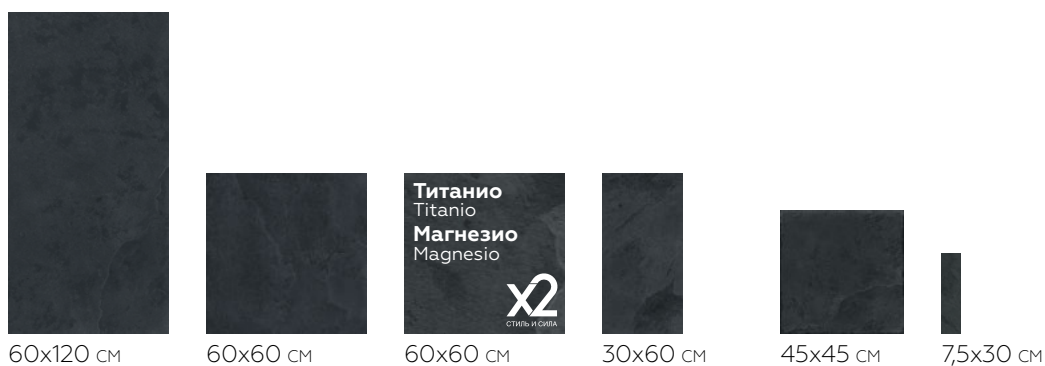 Титанио
Titanio
Магнезио
Magnesio
x2
СТИЛЬ И СИЛА
60x120 СМ
60x60 СМ
60x60 СМ
30x60 СМ
45x45 СМ
7,5x30 СМ